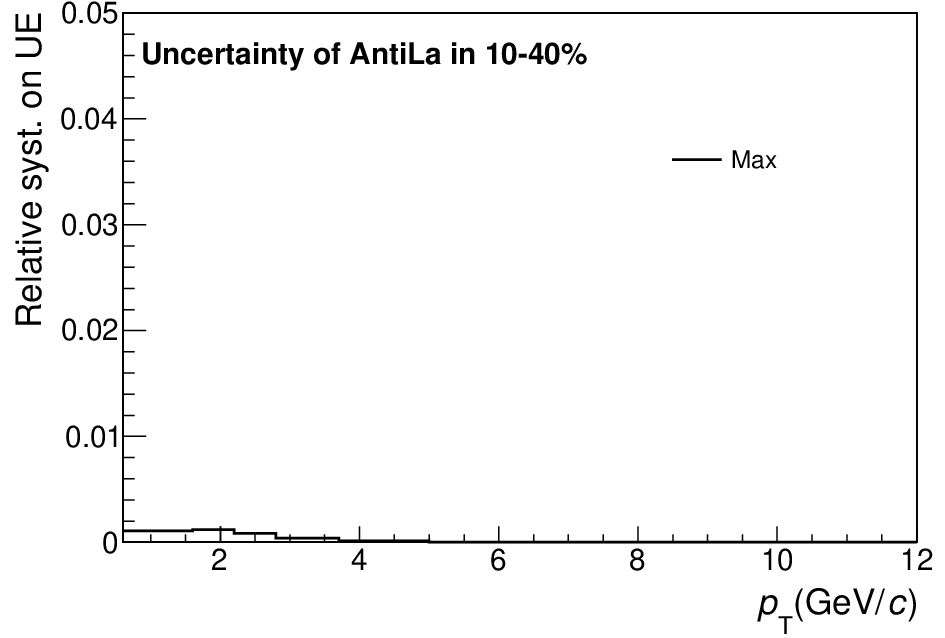 Relative syst. on UE
0.05
0.04
0.03
0.02
0.01
0
Uncertainty of AntiLa in 10-40%
Max
2 4 6 8 10 12
p_T(GeV/c)